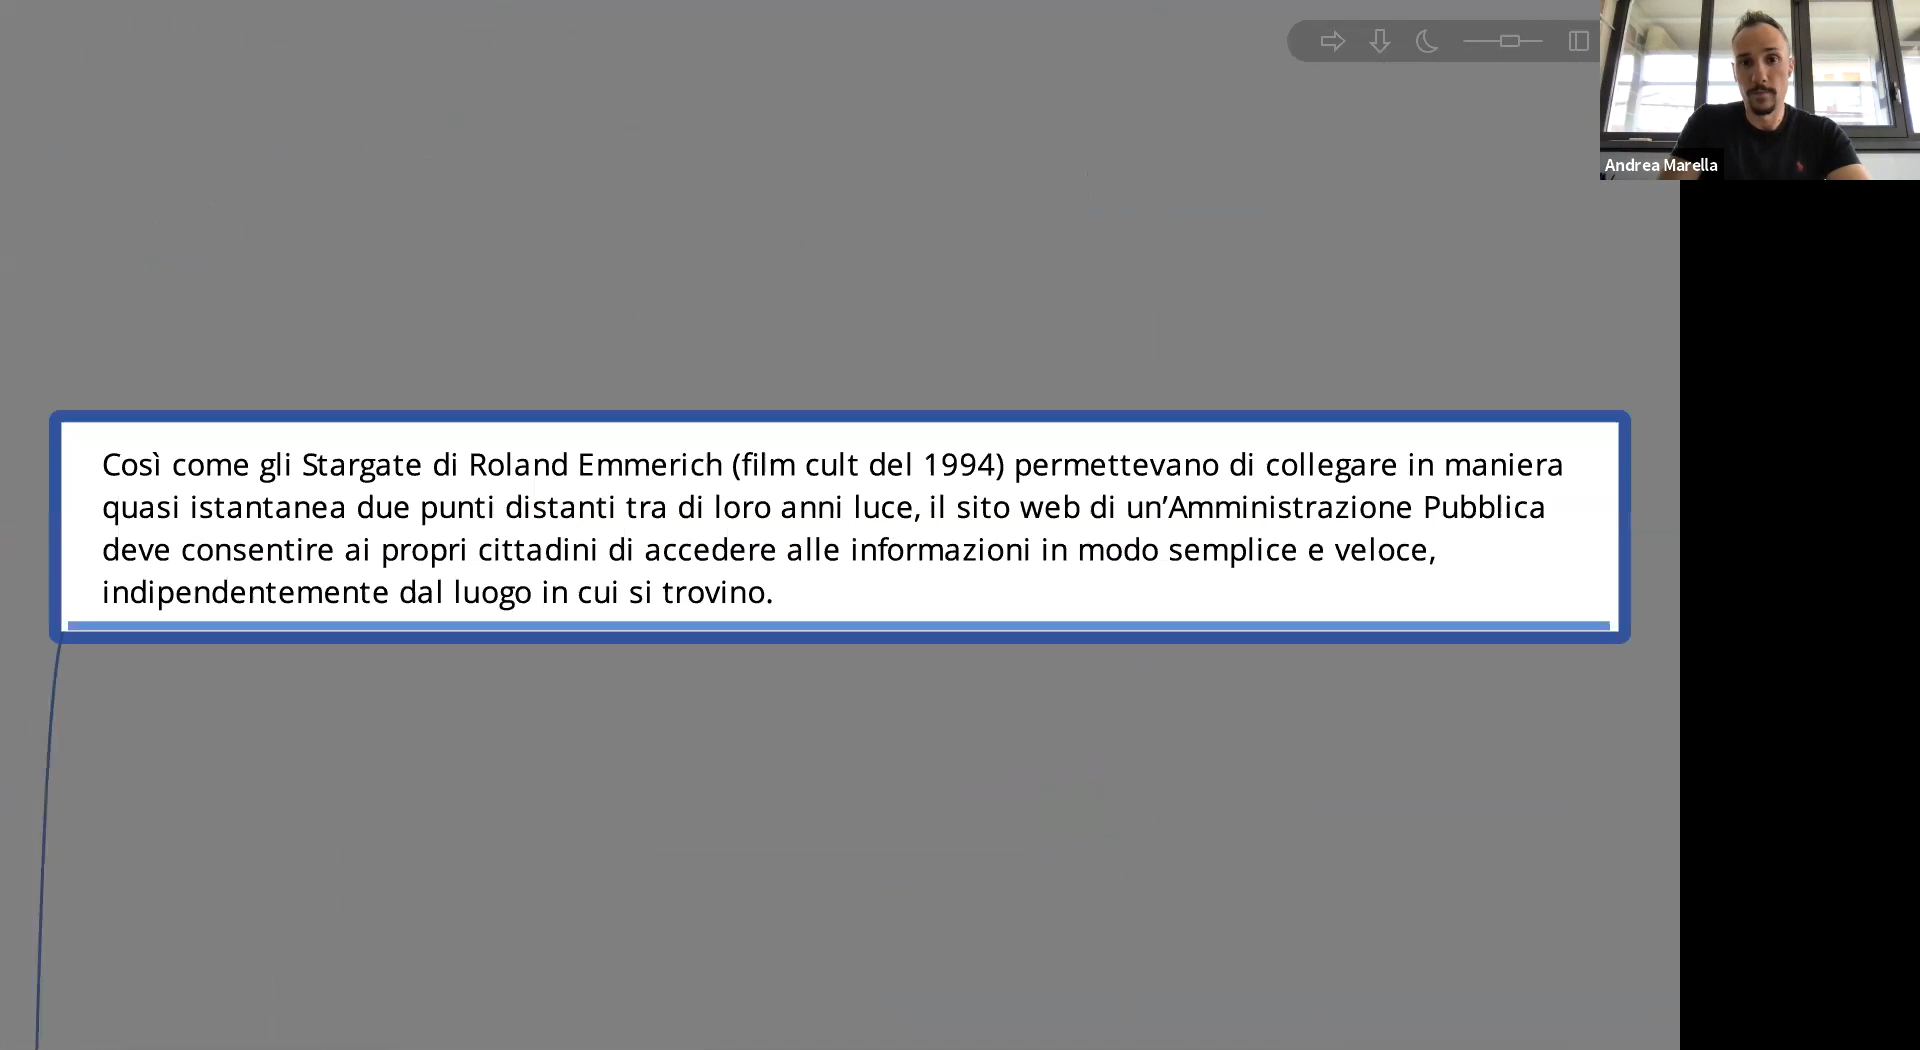 Andrea Marella
Così come gli Stargate di Roland Emmerich (film cult del 1994) permettevano di collegare in maniera
quasi istantanea due punti distanti tra di loro anni luce, il sito web di un’Amministrazione Pubblica
deve consentire ai propri cittadini di accedere alle informazioni in modo semplice e veloce,
indipendentemente dal luogo in cui si trovino.